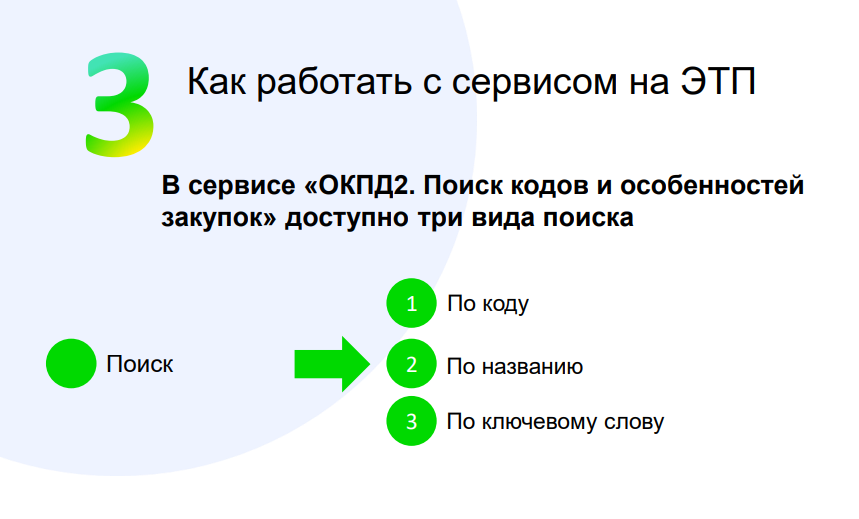 3
Как работать с сервисом на ЭТП
В сервисе «ОКПД2. Поиск кодов и особенностей
закупок» доступно три вида поиска
Поиск
1 По коду
2 По названию
3 По ключевому слову